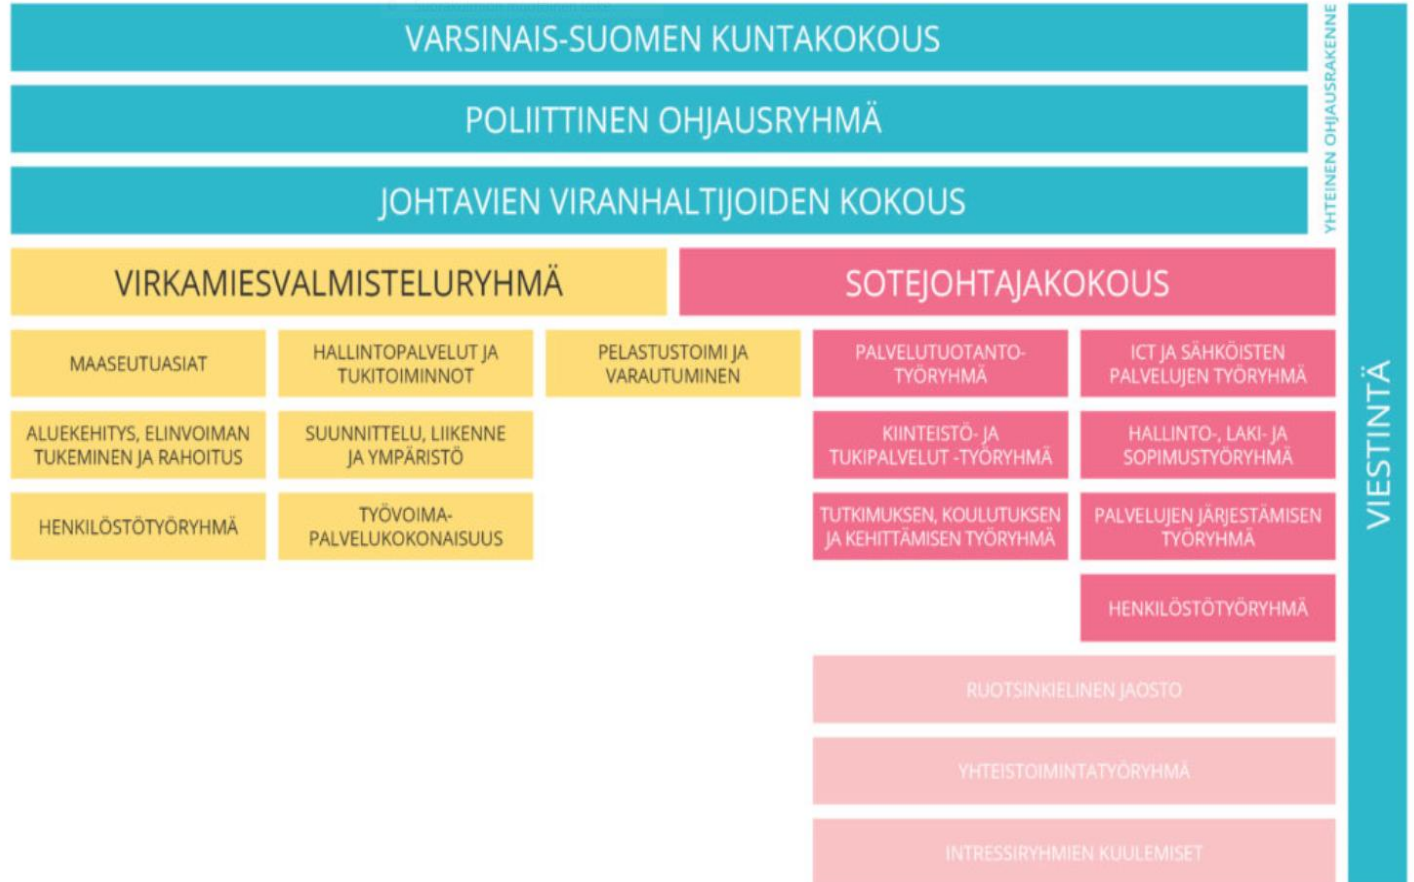 VARSINAIS-SUOMEN KUNTAKOKOUS
POLIITTINEN OHJAUSRYHMÄ
JOHTAVIEN VIRANHALTIJOIDEN KOKOUS
YHTEINEN OHJAUSRAKENNE
VIRKAMIESVALMISTELURYHMÄ
SOTEJOHTAJAKOKOUS
MAASEUTUASIAT
HALLINTOPALVELUT JA
TUKITOIMINNOT
PELASTUSTOIMI JA
VARAUTUMINEN
PALVELUTUOTANTO-
TYÖRYHMÄ
ICT JA SÄHKÖISTEN
PALVELUJEN TYÖRYHMÄ
ALUEKEHITYS, ELINVOIMAN
TUKEMINEN JA RAHOITUS
SUUNNITTELU, LIIKENNE
JA YMPÄRISTÖ
KIINTEISTÖ- JA
TUKIPALVELUT -TYÖRYHMÄ
HALLINTO-, LAKI- JA
SOPIMUSTYÖRYHMÄ
HENKILÖSTÖTYÖRYHMÄ
TYÖVOIMA-
PALVELUKOKONAISUUS
TUTKIMUKSEN, KOULUTUKSEN
JA KEHITTÄMISEN TYÖRYHMÄ
PALVELUJEN JÄRJESTÄMISEN
TYÖRYHMÄ
HENKILÖSTÖTYÖRYHMÄ
RUOTSINKIELINEN JAOSTO
YHTEISTOIMINTATYÖRYHMÄ
INTRESSIRYHMIEN KUULEMISET
VIESTINTÄ